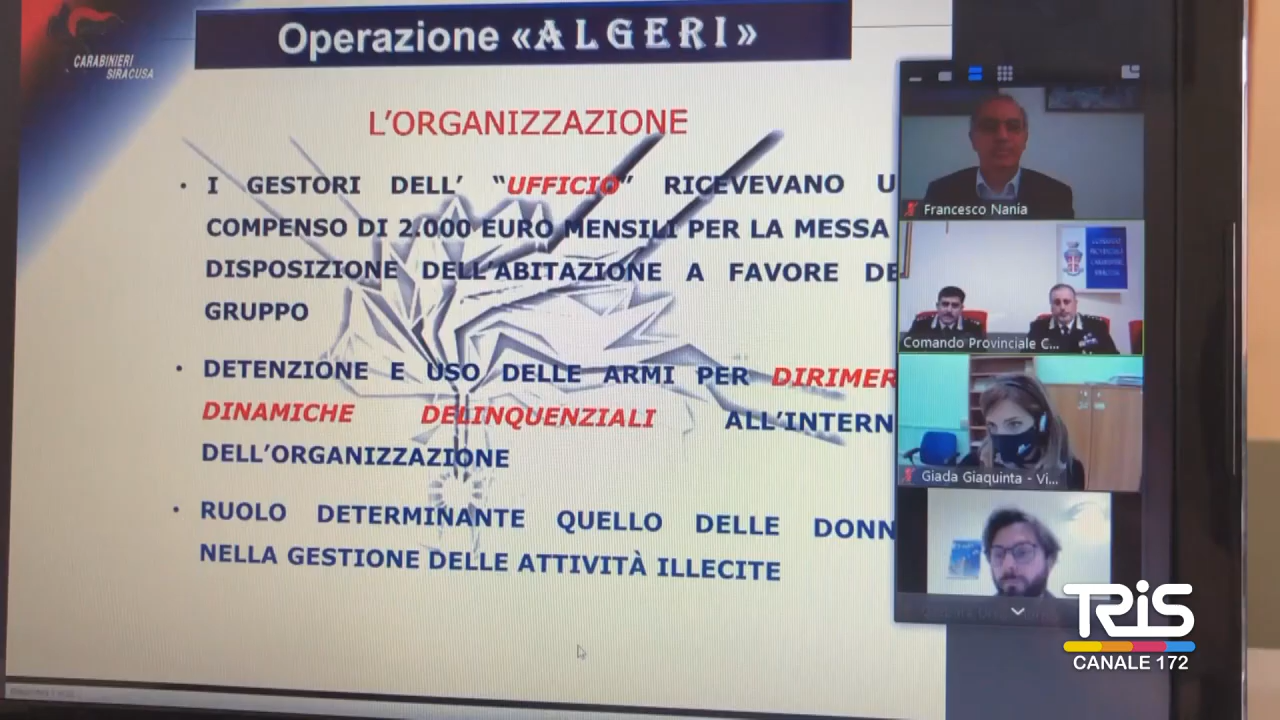 CARABINIERI
SIRACUSA
Operazione «ALGERI»
L'ORGANIZZAZIONE
• I GESTORI DELL' "UFFICIO" RICEVEVANO U
COMPENSO DI 2.000 EURO MENSILI PER LA MESSA
DISPOSIZIONE DELL'ABITAZIONE A FAVORE DE
GRUPPO
• DETENZIONE E USO DELLE ARMI PER DIRIMER
DINAMICHE DELINQUENZIALI ALL'INTERN
DELL'ORGANIZZAZIONE
• RUOLO DETERMINANTE QUELLO DELLE DONN
NELLA GESTIONE DELLE ATTIVITÀ ILLECITE
Francesco Nania
Comando Provinciale C...
Giada Giaquinta - Vi...
TRiS
CANALE 172